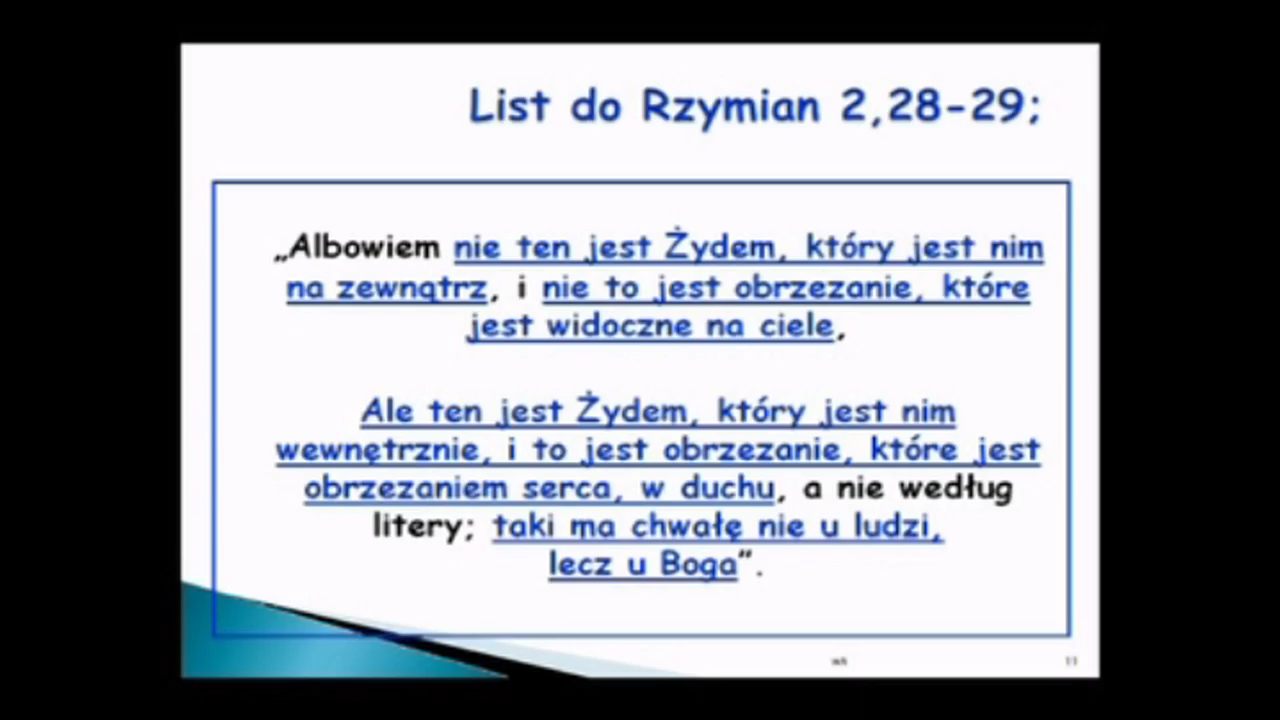 List do Rzymian 2,28-29;
„Albowiem nie ten jest Żydem, który jest nim
na zewnątrz, i nie to jest obrzezanie, które
jest widoczne na ciele,
Ale ten jest Żydem, który jest nim
wewnętrznie, i to jest obrzezanie, które jest
obrzezaniem serca, w duchu, a nie według
litery; taki ma chwałę nie u ludzi,
lecz u Boga”.
11